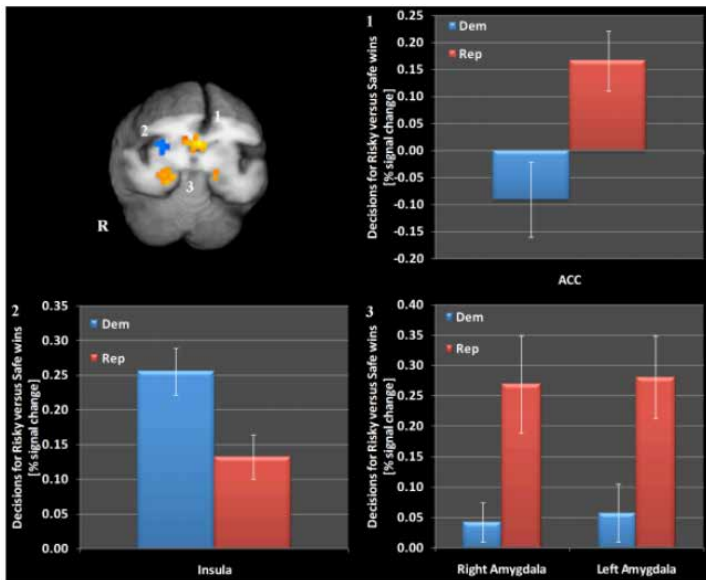 1
2
3
R
1
Decisions for Risky versus Safe wins
[% signal change]
0.25
0.20
0.15
0.10
0.05
0.00
-0.05
-0.10
-0.15
-0.20
Dem
Rep
ACC
2
Decisions for Risky versus Safe wins
[% signal change]
0.35
0.30
0.25
0.20
0.15
0.10
0.05
0.00
Dem
Rep
Insula
3
Decisions for Risky versus Safe wins
[% signal change]
0.40
0.35
0.30
0.25
0.20
0.15
0.10
0.05
0.00
Dem
Rep
Right Amygdala
Left Amygdala